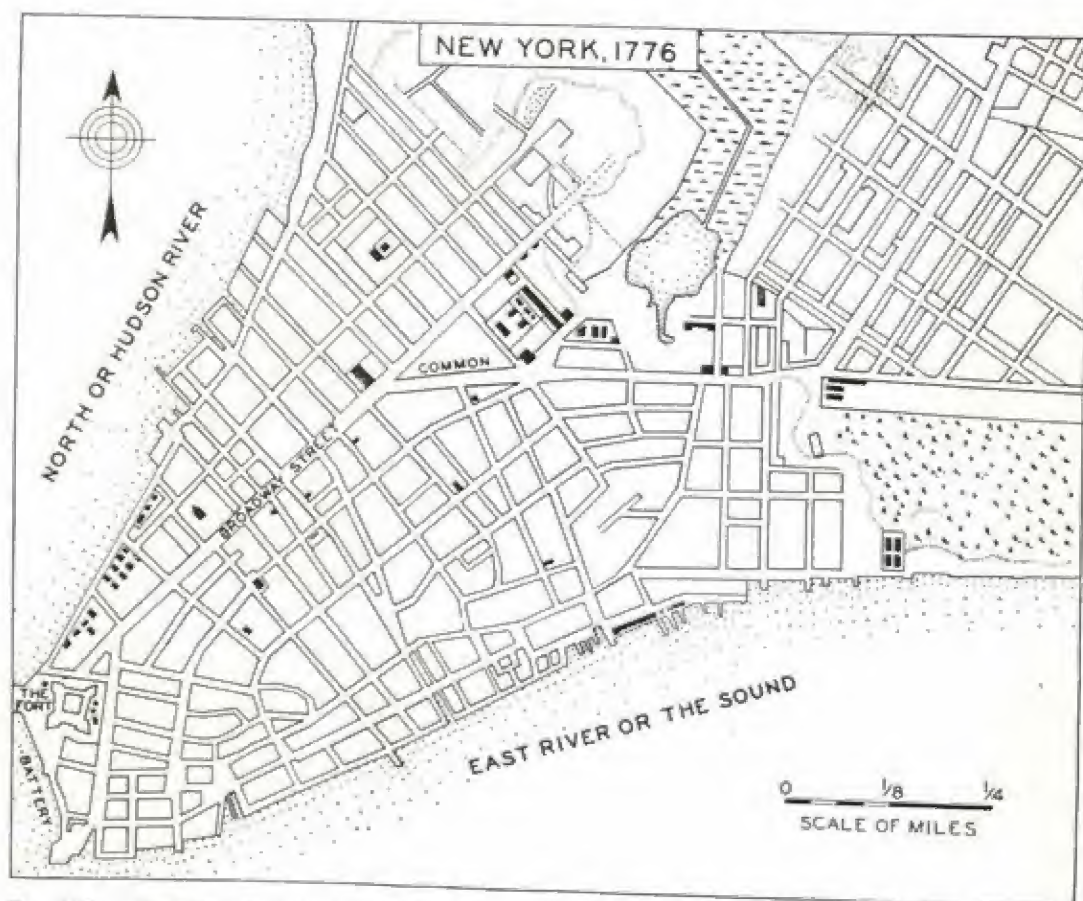 NEW YORK, 1776
NORTH OR HUDSON RIVER
COMMON
BROADWAY STREET
THE
FORT
BATTERY
EAST RIVER OR THE SOUND
0 1/8 1/4
SCALE OF MILES